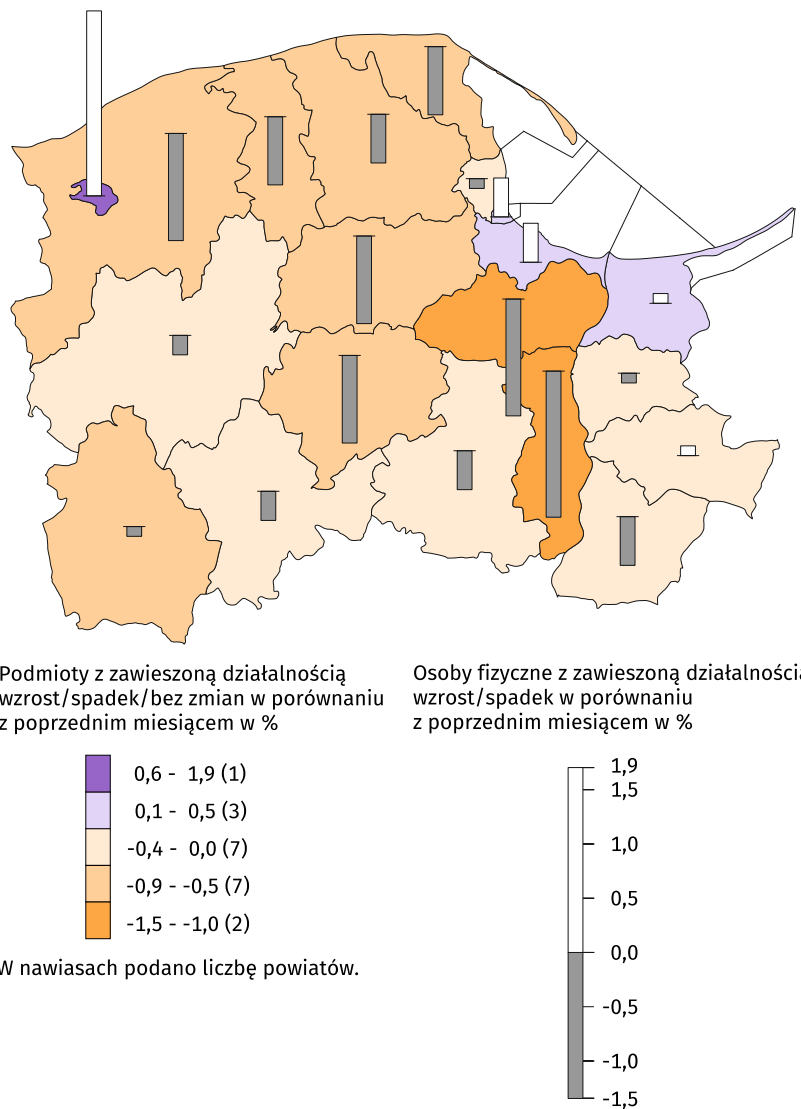 Podmioty z zawieszoną działalnością
wzrost/spadek/bez zmian w porównaniu
z poprzednim miesiącem w %
0,6 - 1,9 (1)
0,1 - 0,5 (3)
-0,4 - 0,0 (7)
-0,9 - -0,5 (7)
-1,5 - -1,0 (2)
W nawiasach podano liczbę powiatów.
Osoby fizyczne z zawieszoną działalności
wzrost/spadek w porównaniu
z poprzednim miesiącem w %
1,9
1,5
1,0
0,5
0,0
-0,5
-1,0
-1,5